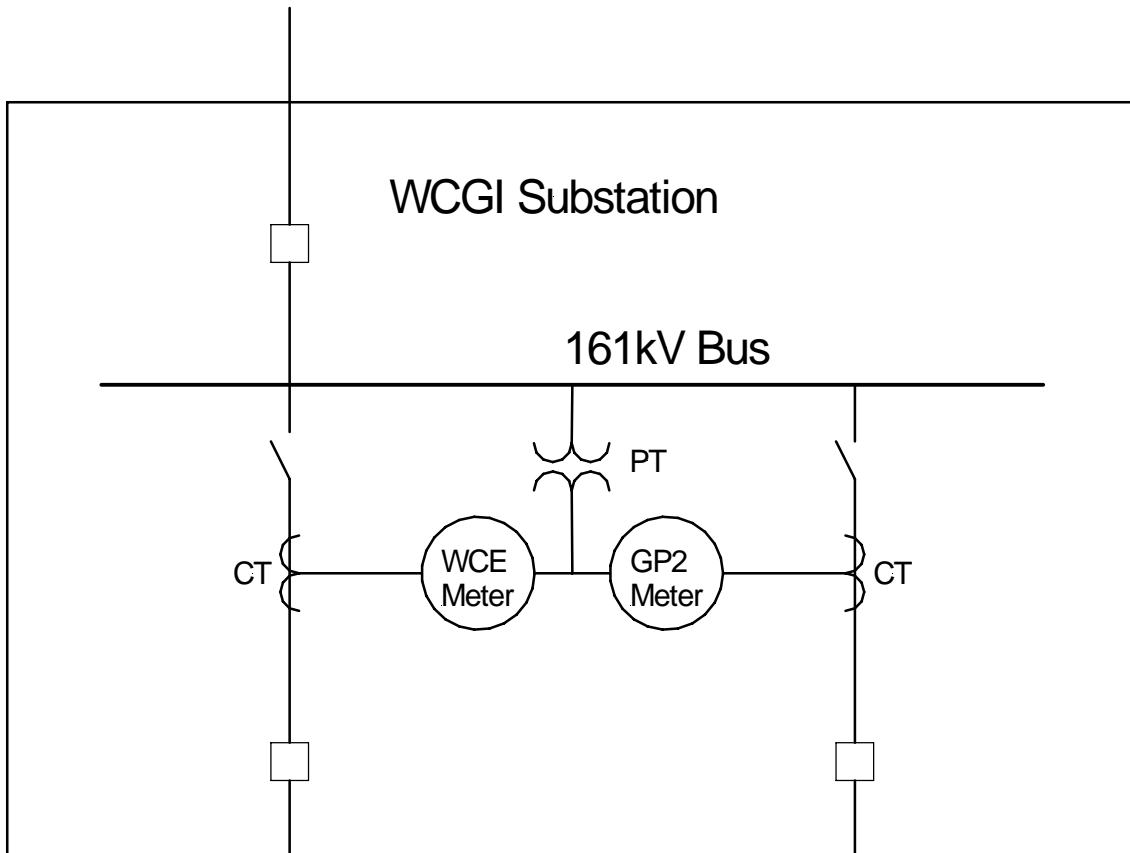 WCGI Substation
161kV Bus
PT
CT
WCE
Meter
GP2
Meter
CT